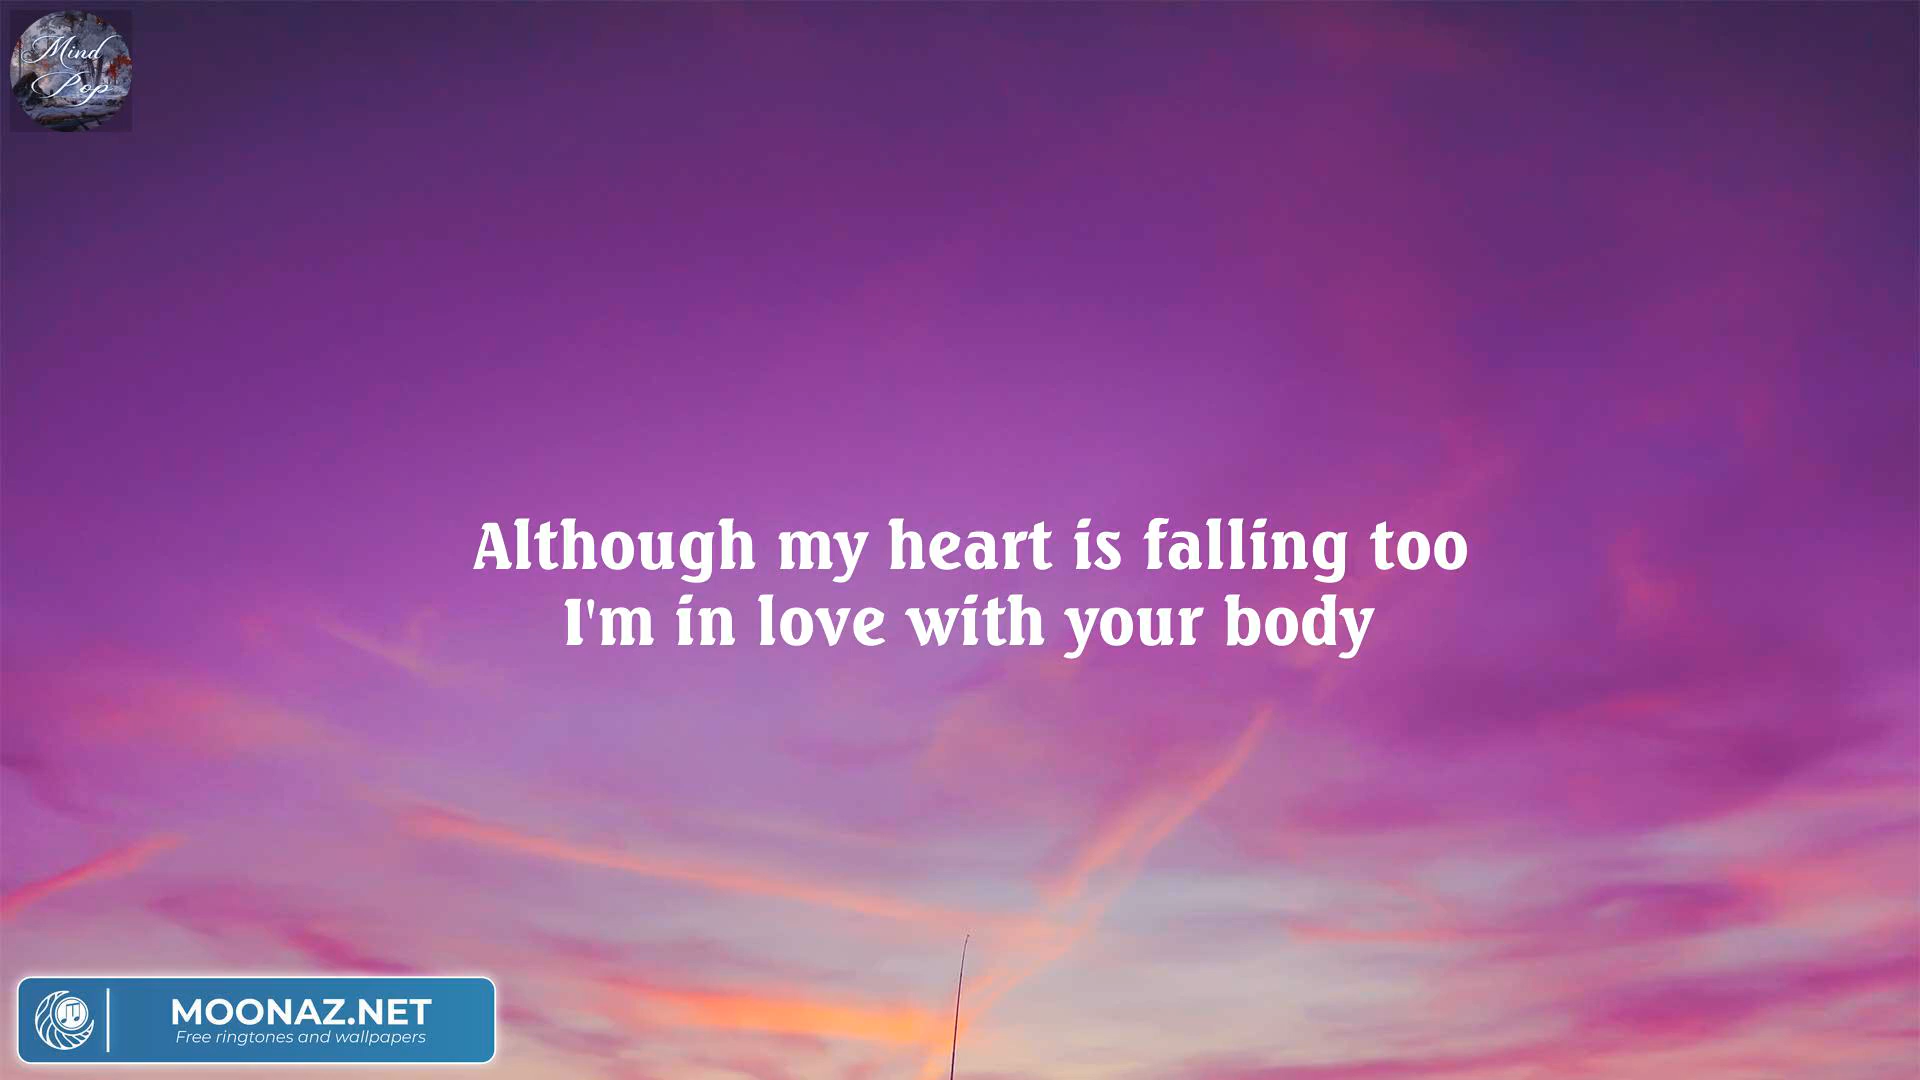 Mind
Pop
Although my heart is falling too
I'm in love with your body
MOONAZ.NET
Free ringtones and wallpapers